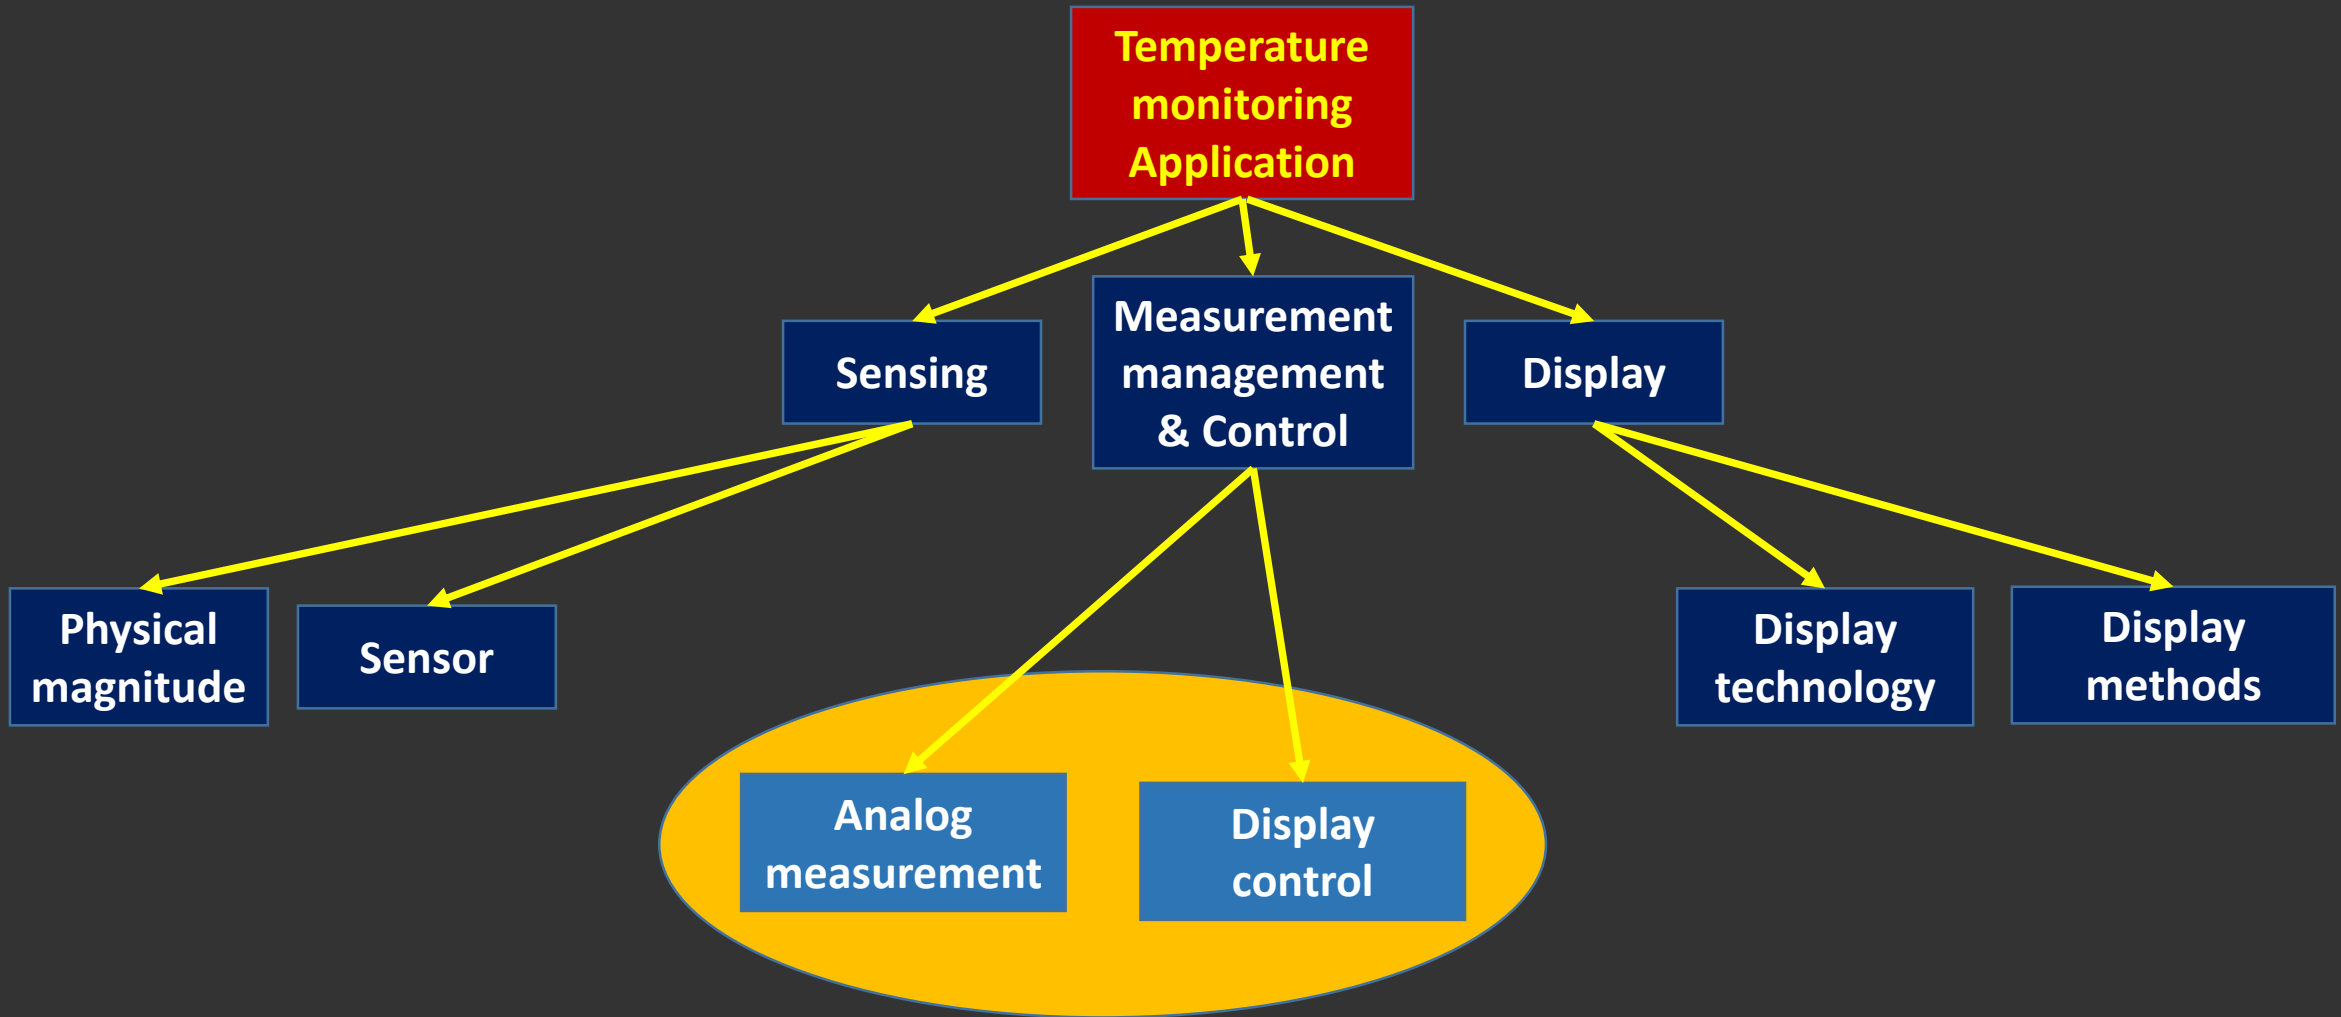 Temperature
monitoring
Application
Sensing
Measurement
management
& Control
Display
Physical
magnitude
Sensor
Analog
measurement
Display
control
Display
technology
Display
methods